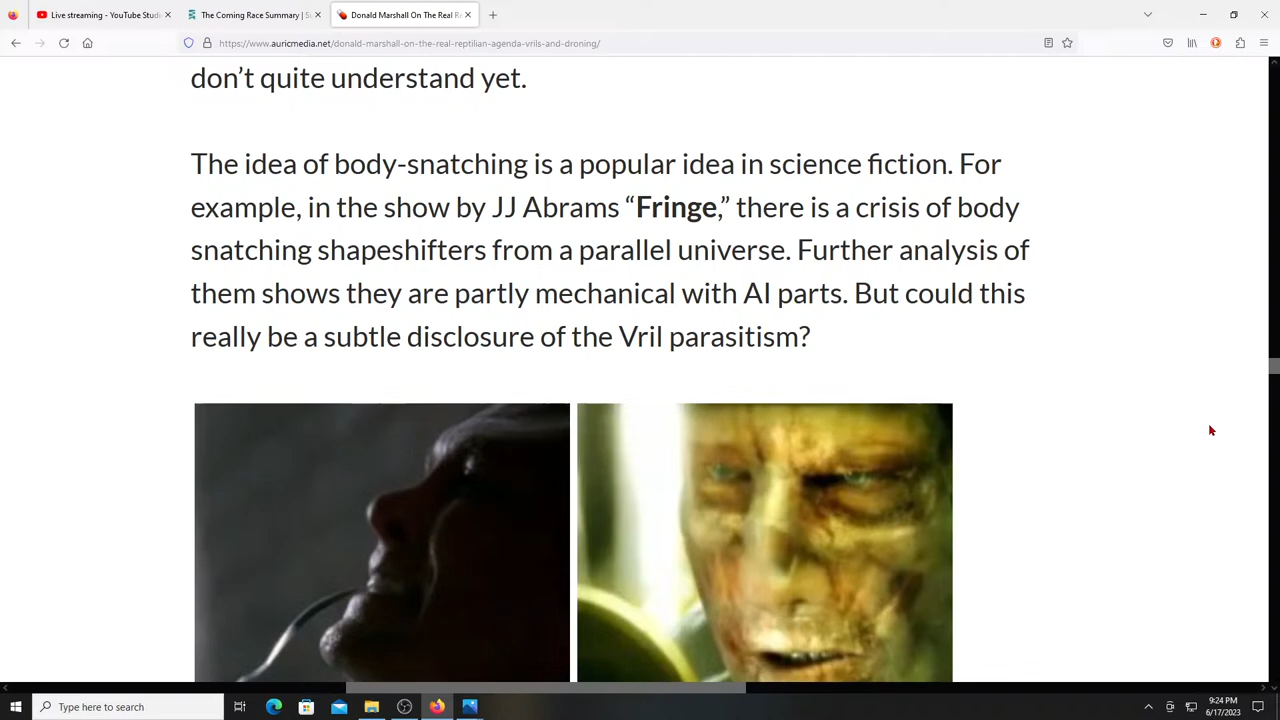 Live streaming - YouTube Stud
The Coming Race Summary | S
Donald Marshall On The Real R
https://www.auricmedia.net/donald-marshall-on-the-real-reptilian-agenda-vrils-and-droning/
don’t quite understand yet.
The idea of body-snatching is a popular idea in science fiction. For
example, in the show by JJ Abrams “Fringe,” there is a crisis of body
snatching shapeshifters from a parallel universe. Further analysis of
them shows they are partly mechanical with AI parts. But could this
really be a subtle disclosure of the Vril parasitism?
Type here to search
9:24 PM
6/17/2023